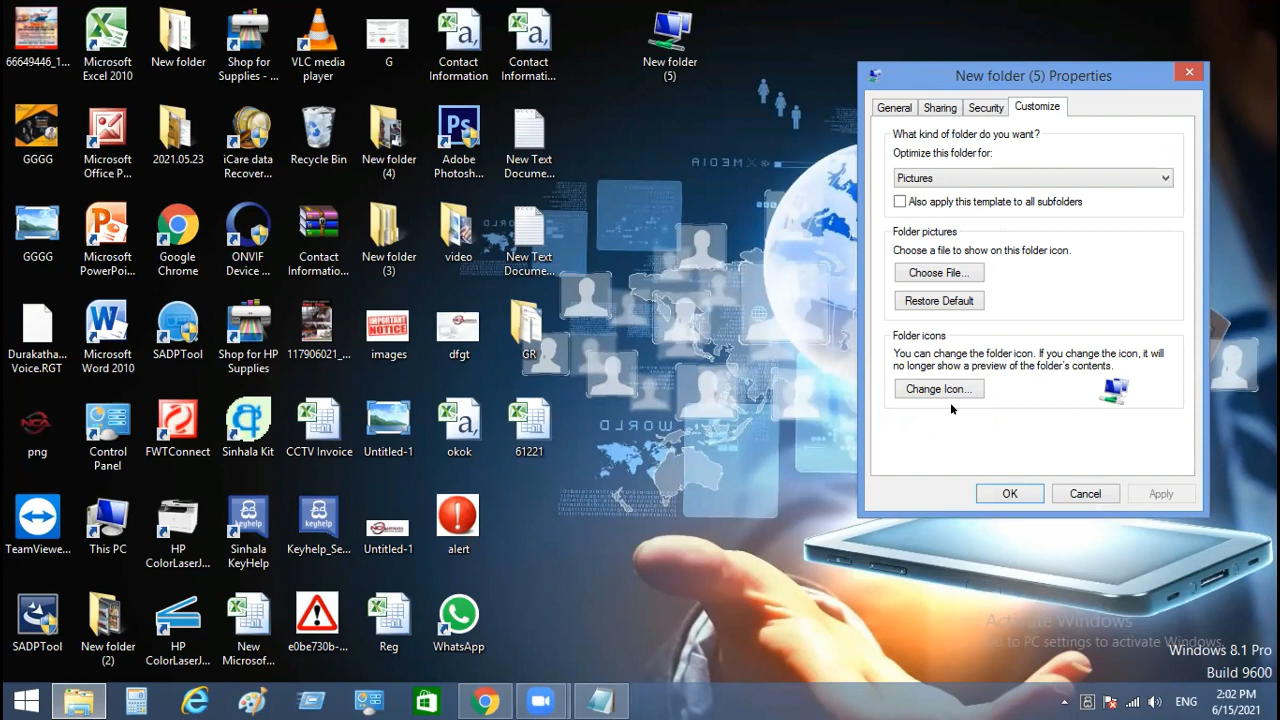 66649446_1...
Microsoft
Excel 2010
New folder
Shop for
Supplies - ...
VLC media
player
G
Contact
Information
Contact
Informati...
New folder
(5)
GGGG
Microsoft
Office P...
2021.05.23
iCare data
Recover...
Recycle Bin
New folder
(4)
Adobe
Photosh...
New Text
Docume...
GGGG
Microsoft
PowerPoi...
Google
Chrome
ONVIF
Device ...
Contact
Informatio...
New folder
(3)
video
New Text
Docume...
Durakatha...
Voice.RGT
Microsoft
Word 2010
SADPTool
Shop for HP
Supplies
117906021_...
images
dfgt
GR
png
Control
Panel
FWTConnect
Sinhala Kit
CCTV Invoice
Untitled-1
okok
61221
TeamViewe...
This PC
HP
ColorLaserJ...
Sinhala
KeyHelp
Keyhelp_Se...
Untitled-1
alert
SADPTool
New folder
(2)
HP
ColorLaserJ...
New
Microsof...
e0be730b-...
Reg
WhatsApp
IMPORTANT
NOTICE
keyhelp
keyhelp
Ps
MEDIA
WORLD
WORLD
New folder (5) Properties
General
Sharing
Security
Customize
What kind of folder do you want?
Optimize this folder for:
Pictures
Also apply this template to all subfolders
Folder pictures
Choose a file to show on this folder icon.
Choose File...
Restore Default
Folder icons
You can change the folder icon. If you change the icon, it will
no longer show a preview of the folder's contents.
Change Icon...
OK
Cancel
Apply
Activate Windows
Go to PC settings to activate Windows.
Windows 8.1 Pro
Build 9600
ENG
2:02 PM
6/15/2021